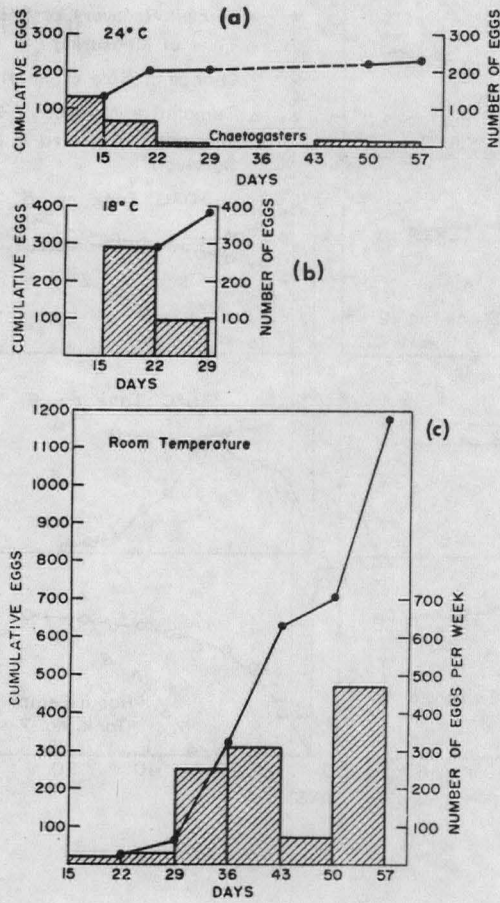 (a)
24° C
CUMULATIVE EGGS
300
200
100
NUMBER OF EGGS
300
200
100
Chaetogasters
15 22 29 36 43 50 57
DAYS
(b)
18° C
CUMULATIVE EGGS
400
300
200
100
NUMBER OF EGGS
400
300
200
100
15 22 29
DAYS
(c)
Room Temperature
CUMULATIVE EGGS
1200
1100
1000
900
800
700
600
500
400
300
200
100
NUMBER OF EGGS PER WEEK
700
600
500
400
300
200
100
15 22 29 36 43 50 57
DAYS